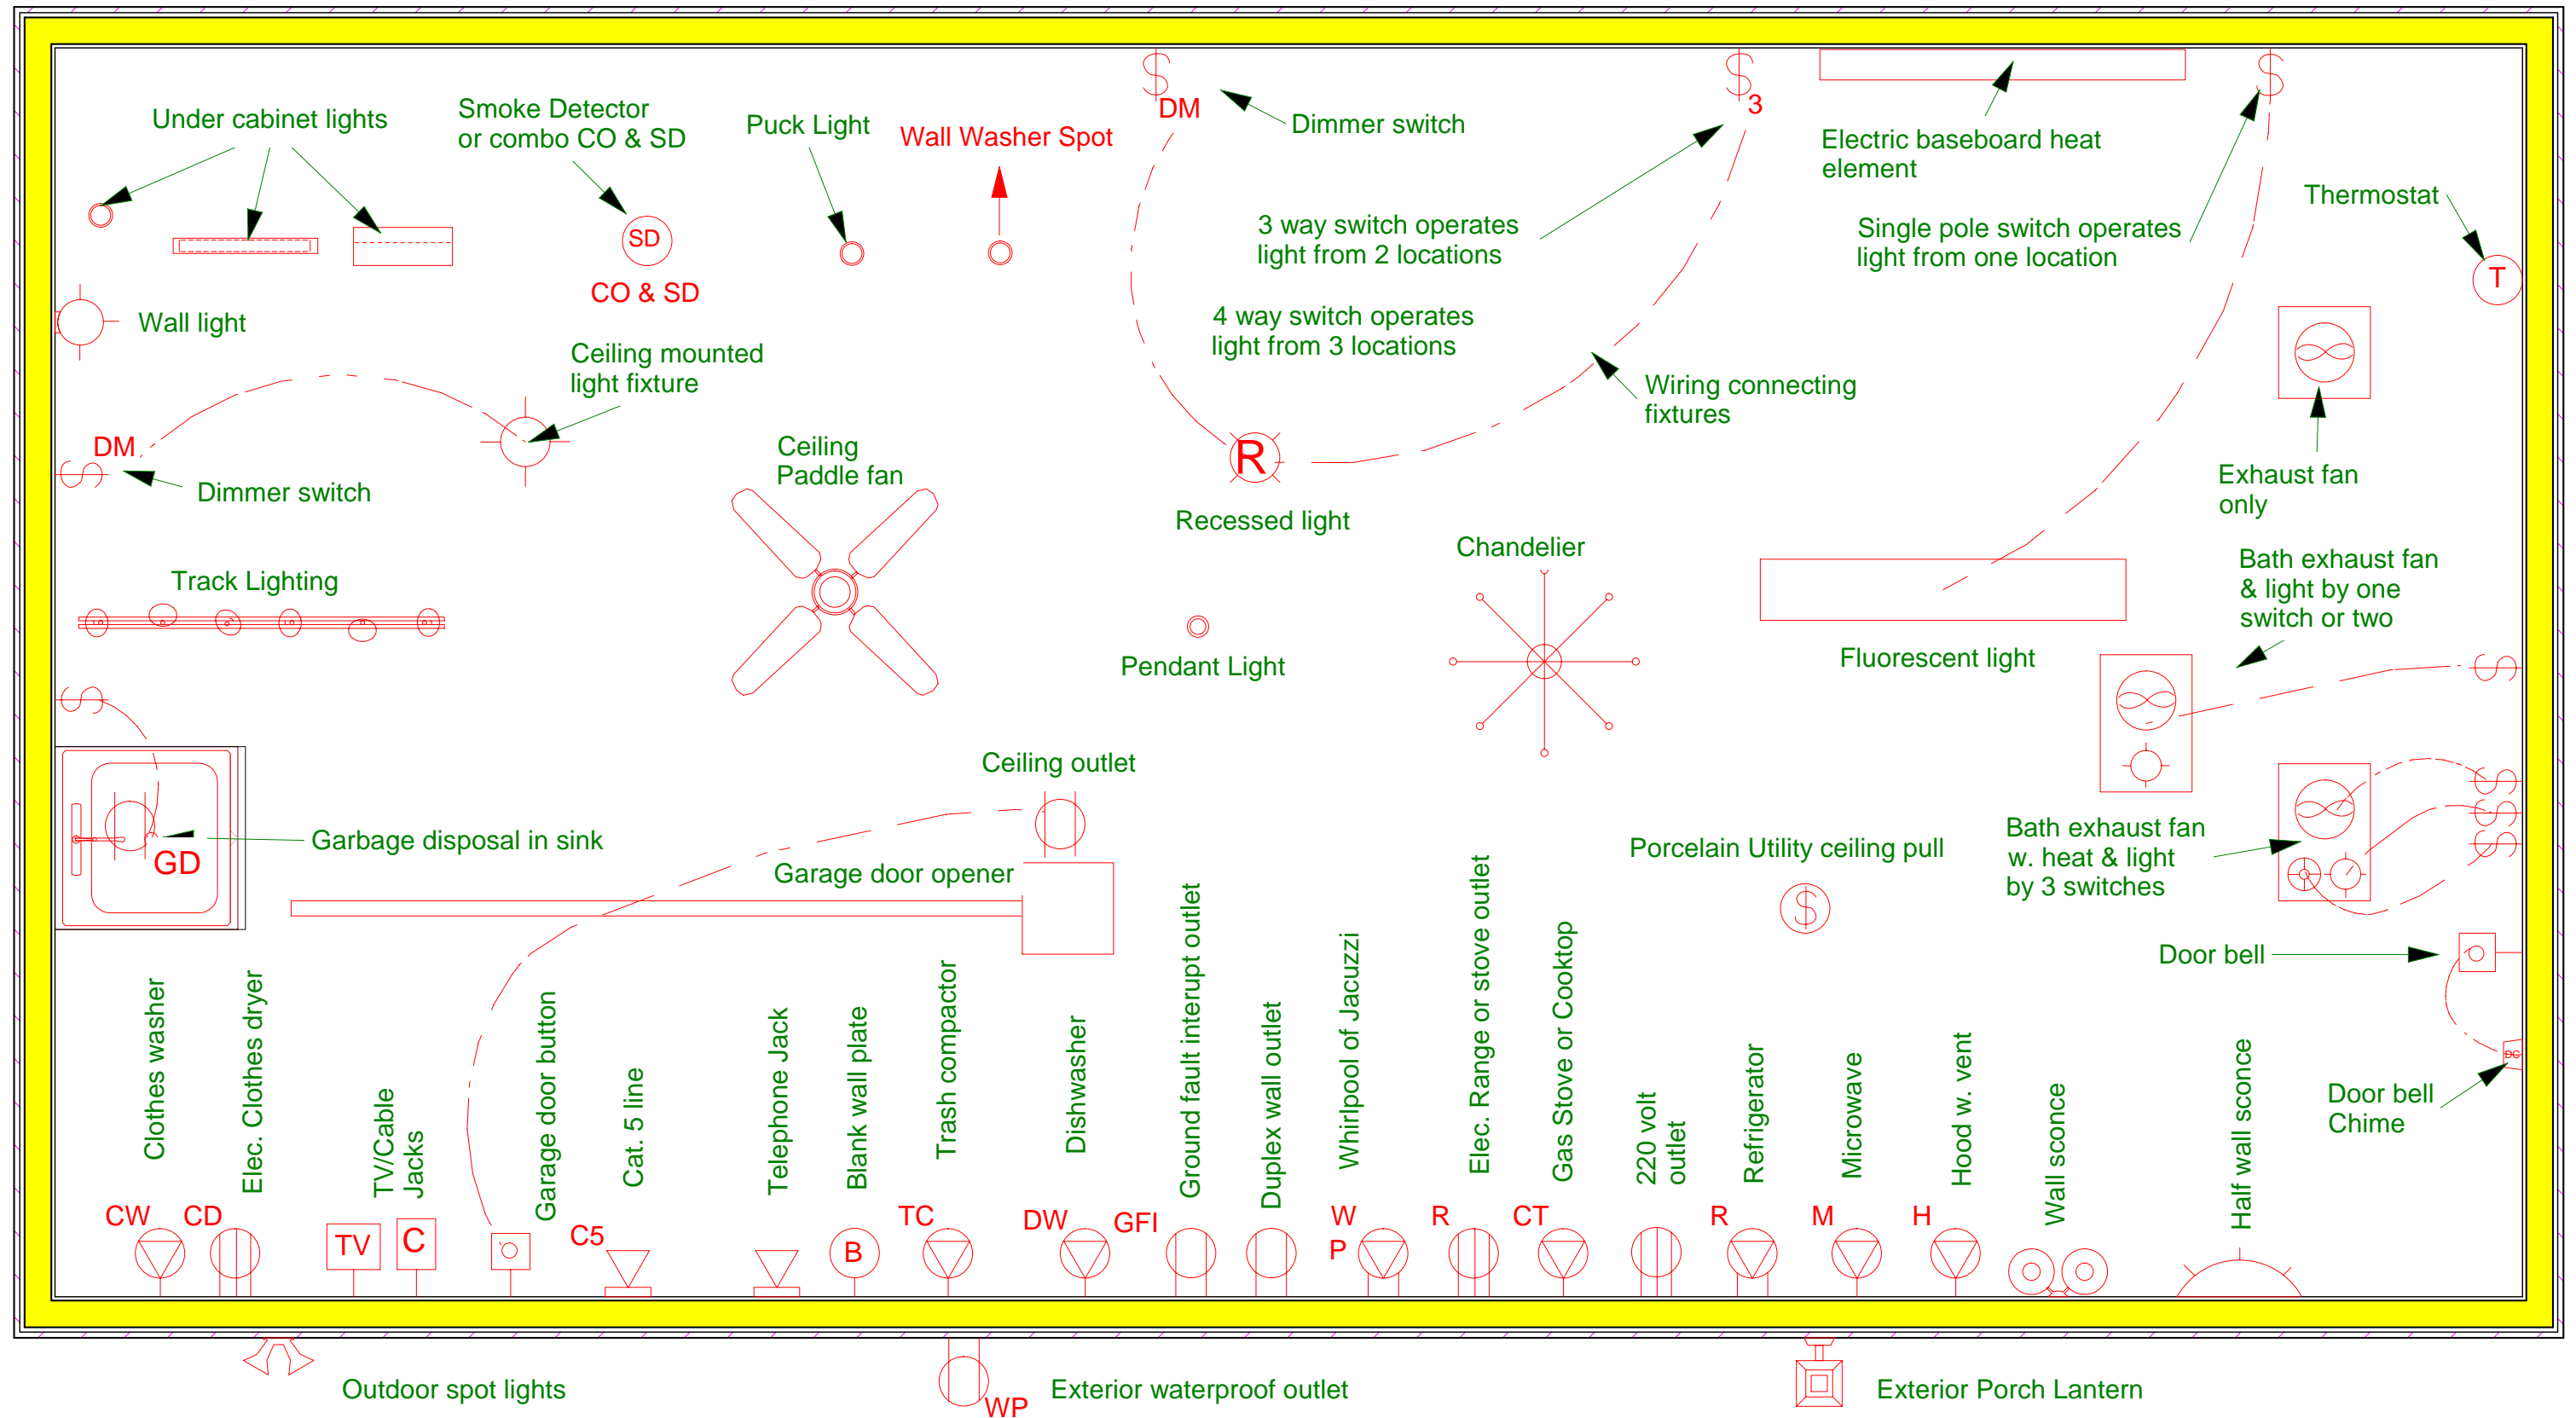 DM
Dimmer switch
3
Under cabinet lights
Smoke Detector
or combo CO & SD
Puck Light
Wall Washer Spot
Electric baseboard heat
element
Thermostat
SD
CO & SD
3 way switch operates
light from 2 locations
Single pole switch operates
light from one location
T
Wall light
4 way switch operates
light from 3 locations
Ceiling mounted
light fixture
Wiring connecting
fixtures
DM
Dimmer switch
Ceiling
Paddle fan
R
Recessed light
Exhaust fan
only
Chandelier
Track Lighting
Bath exhaust fan
& light by one
switch or two
Pendant Light
Fluorescent light
Ceiling outlet
Garbage disposal in sink
GD
Garage door opener
Porcelain Utility ceiling pull
Bath exhaust fan
w. heat & light
by 3 switches
Door bell
DC
Door bell
Chime
Clothes washer
Elec. Clothes dryer
TV/Cable
Jacks
Garage door button
Cat. 5 line
Telephone Jack
Blank wall plate
Trash compactor
Dishwasher
Ground fault interupt outlet
Duplex wall outlet
Whirlpool of Jacuzzi
Elec. Range or stove outlet
Gas Stove or Cooktop
220 volt
outlet
Refrigerator
Microwave
Hood w. vent
Wall sconce
Half wall sconce
CW
CD
TV
C
C5
B
TC
DW
GFI
W
P
R
CT
R
M
H
Outdoor spot lights
WP
Exterior waterproof outlet
Exterior Porch Lantern